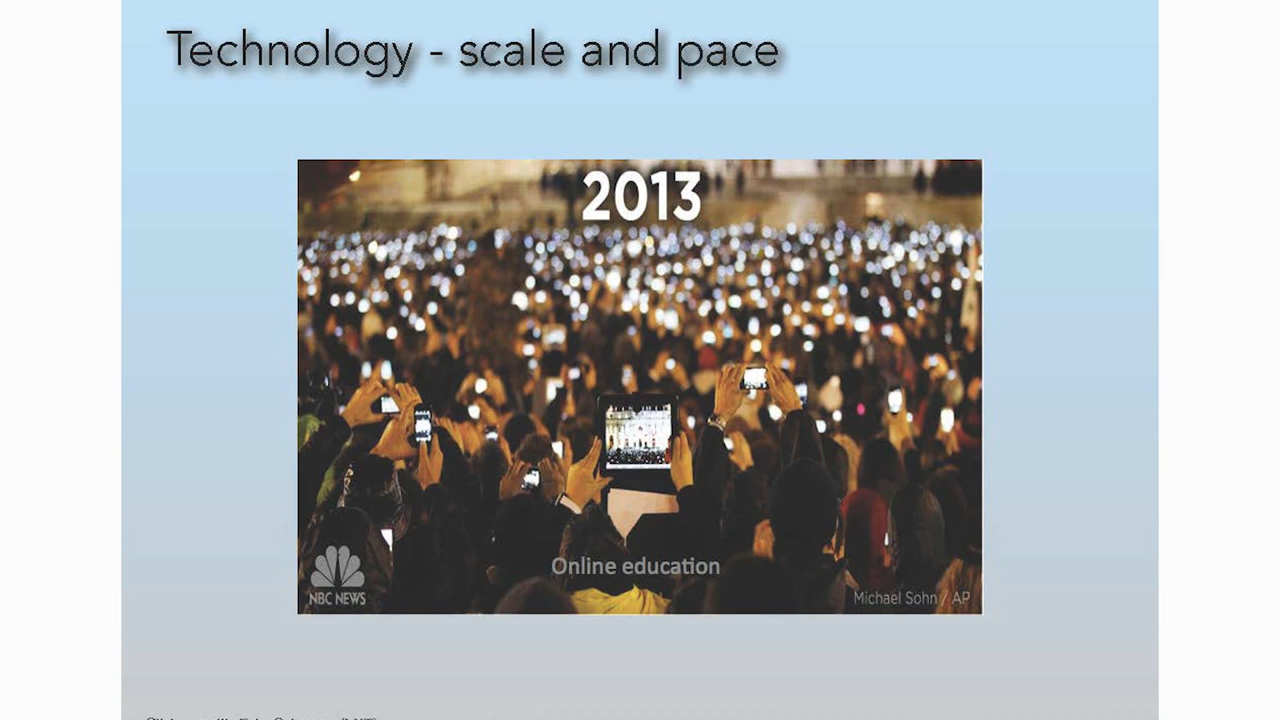 Technology - scale and pace
2013
Online education
NBC NEWS
Michael Sohn / AP